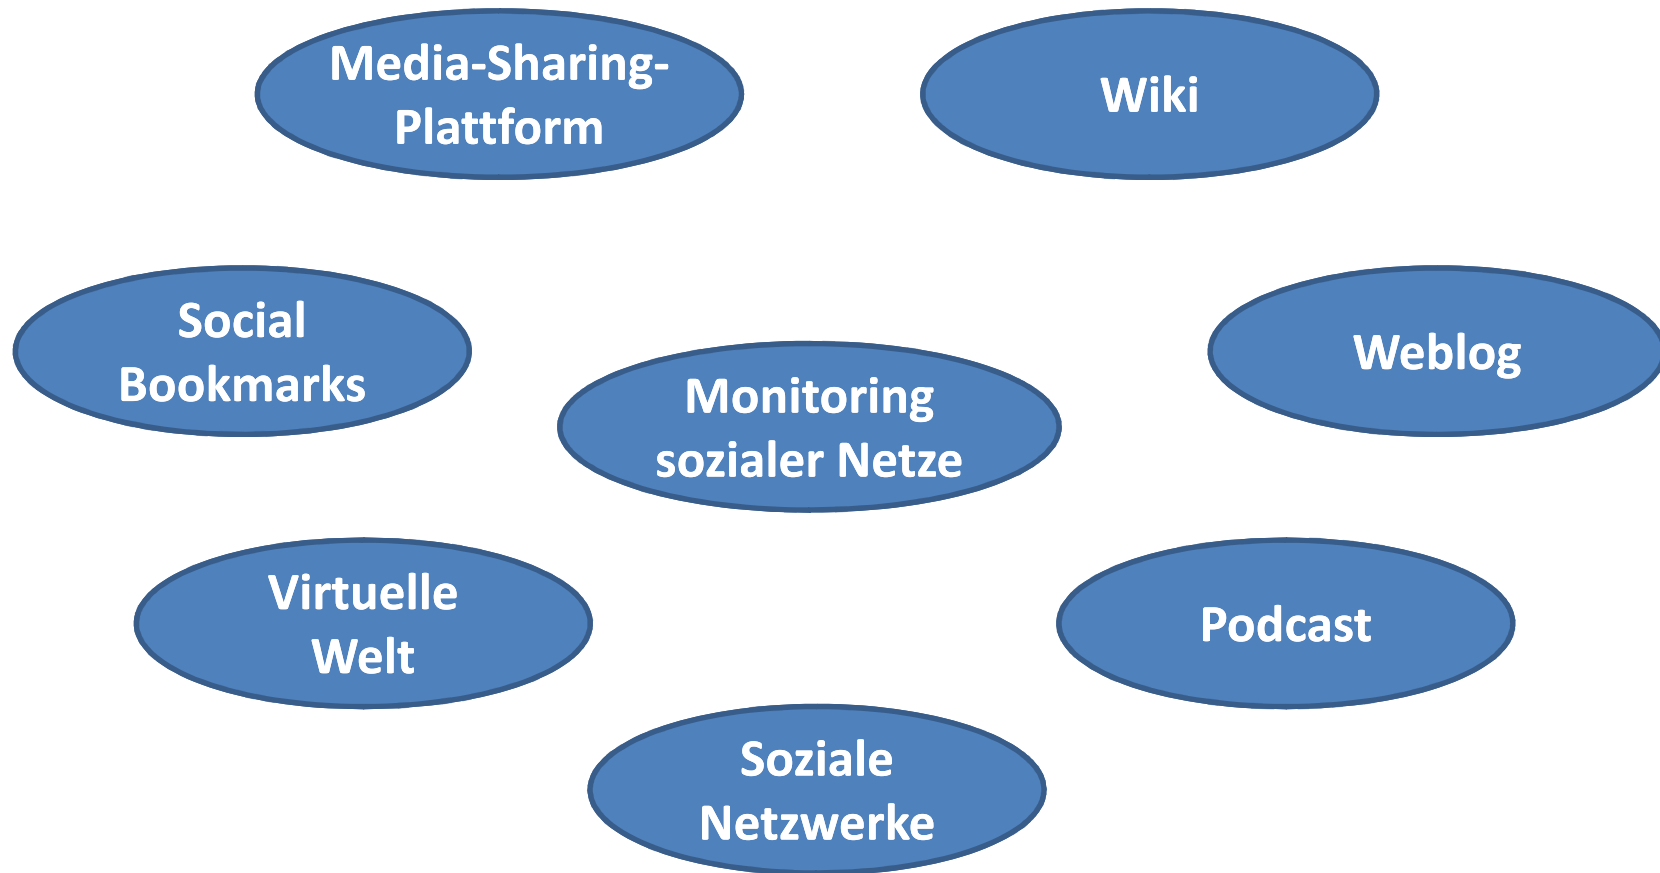 Media-Sharing-
Plattform
Wiki
Social
Bookmarks
Weblog
Monitoring
sozialer Netze
Virtuelle
Welt
Podcast
Soziale
Netzwerke